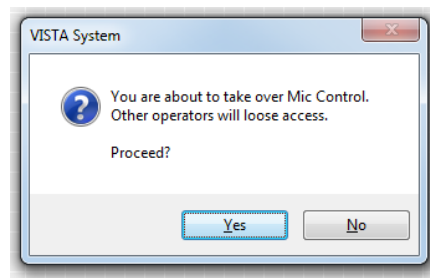 VISTA System
You are about to take over Mic Control.
Other operators will loose access.
Proceed?
Yes
No